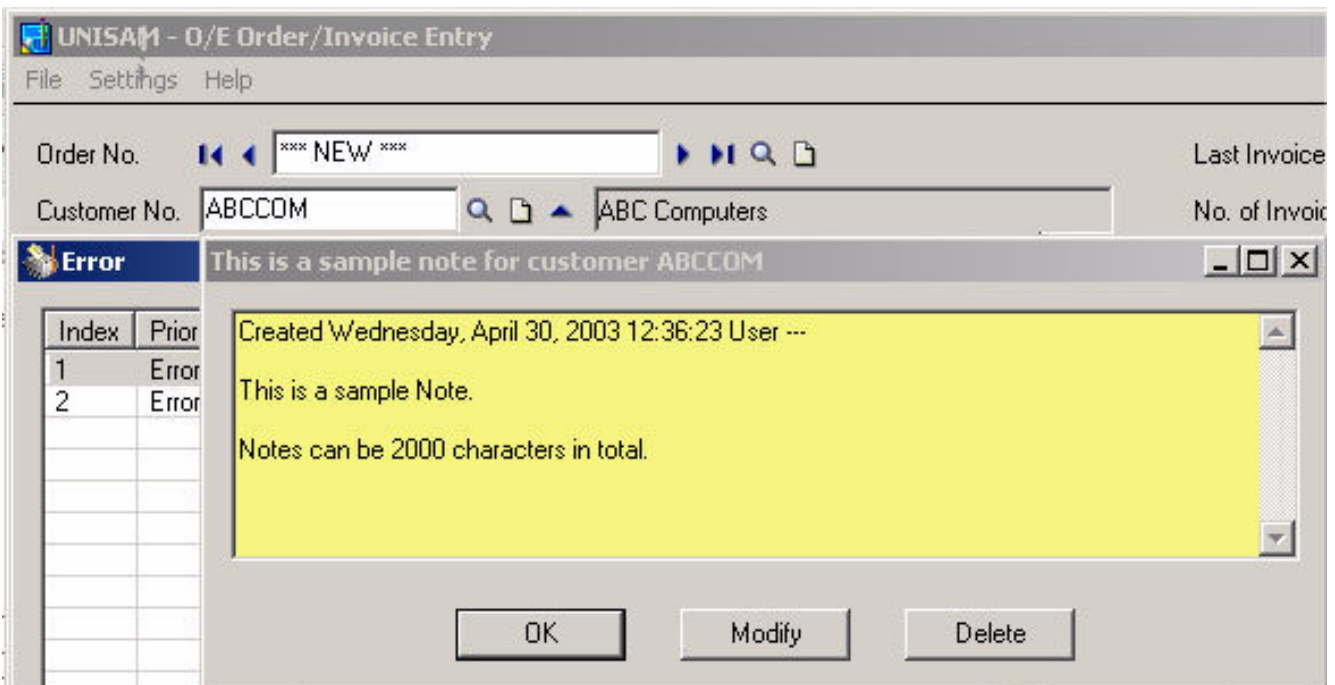 UNISAM - O/E Order/Invoice Entry
File Settings Help
Order No. *** NEW *** Last Invoice
Customer No. ABCCOM ABC Computers No. of Invoic
Error This is a sample note for customer ABCCOM
Index Prior
Created Wednesday, April 30, 2003 12:36:23 User ---
1 Error
2 Error
This is a sample Note.
Notes can be 2000 characters in total.
OK Modify Delete